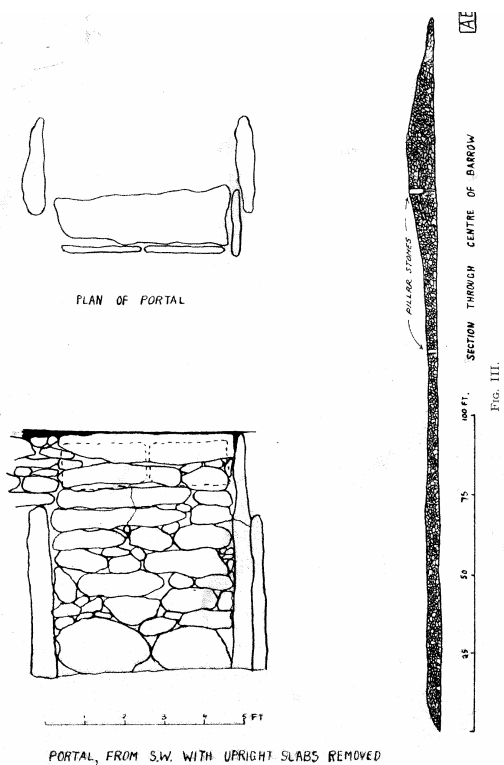 PLAN OF PORTAL
1 2 3 4 5 FT
PORTAL, FROM S.W. WITH UPRIGHT SLABS REMOVED
PILLAR STONES
25 50 75 100 FT.
SECTION THROUGH CENTRE OF BARROW
FIG. III.